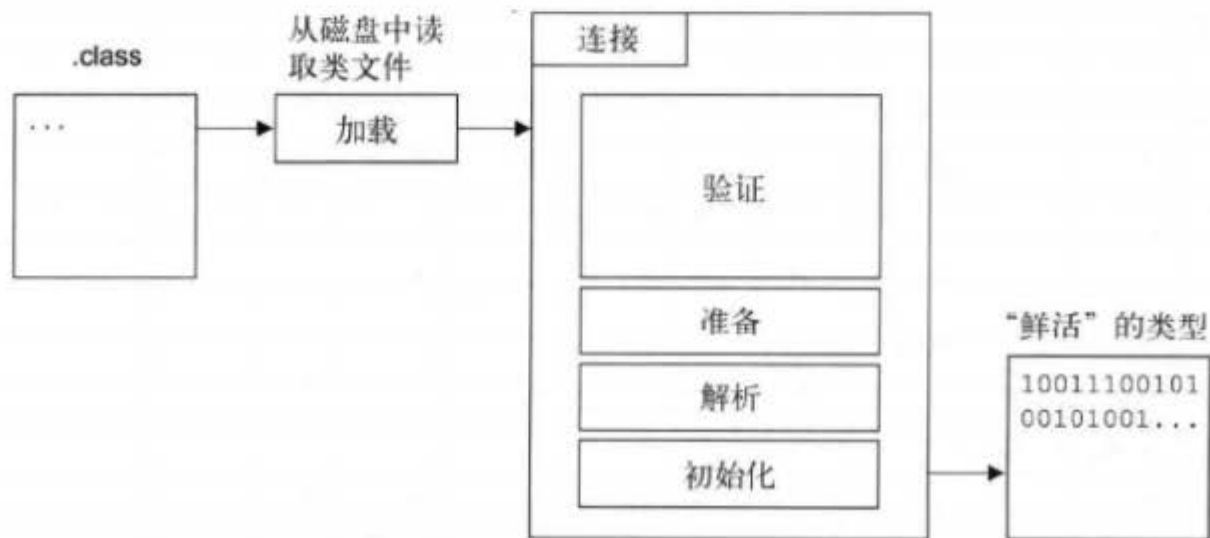 .class
...
从磁盘中读
取类文件
加载
连接
验证
准备
解析
初始化
“鲜活”的类型
10011100101
00101001...